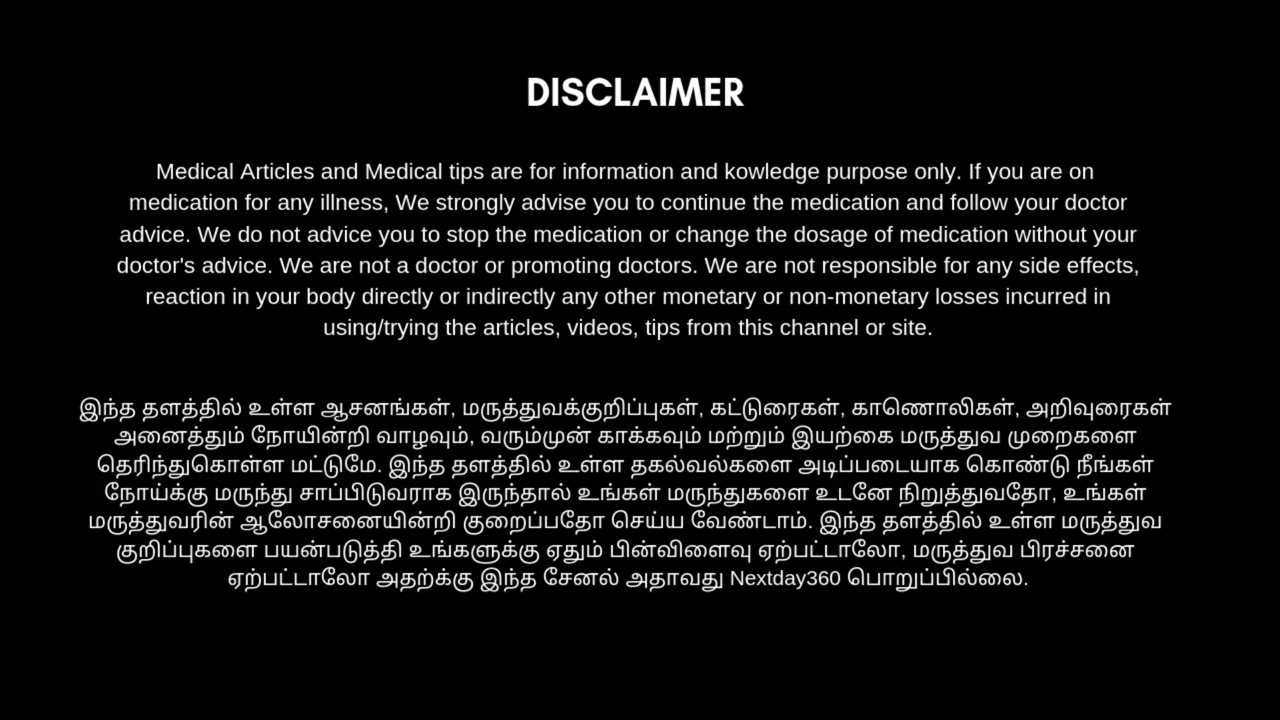 DISCLAIMER
Medical Articles and Medical tips are for information and kowledge purpose only. If you are on
medication for any illness, We strongly advise you to continue the medication and follow your doctor
advice. We do not advice you to stop the medication or change the dosage of medication without your
doctor's advice. We are not a doctor or promoting doctors. We are not responsible for any side effects,
reaction in your body directly or indirectly any other monetary or non-monetary losses incurred in
using/trying the articles, videos, tips from this channel or site.
இந்த தளத்தில் உள்ள ஆசனங்கள், மருத்துவக்குறிப்புகள், கட்டுரைகள், காணொலிகள், அறிவுரைகள்
அனைத்தும் நோயின்றி வாழவும், வரும்முன் காக்கவும் மற்றும் இயற்கை மருத்துவ முறைகளை
தெரிந்துகொள்ள மட்டுமே. இந்த தளத்தில் உள்ள தகல்வல்களை அடிப்படையாக கொண்டு நீங்கள்
நோய்க்கு மருந்து சாப்பிடுவராக இருந்தால் உங்கள் மருந்துகளை உடனே நிறுத்துவதோ, உங்கள்
மருத்துவரின் ஆலோசனையின்றி குறைப்பதோ செய்ய வேண்டாம். இந்த தளத்தில் உள்ள மருத்துவ
குறிப்புகளை பயன்படுத்தி உங்களுக்கு ஏதும் பின்விளைவு ஏற்பட்டாலோ, மருத்துவ பிரச்சனை
ஏற்பட்டாலோ அதற்க்கு இந்த சேனல் அதாவது Nextday360 பொறுப்பில்லை.